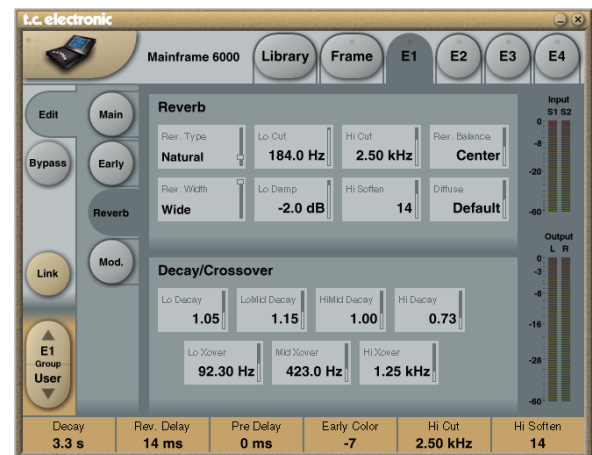 t.c. electronic
Mainframe 6000
Library
Frame
E1
E2
E3
E4
Edit
Bypass
Link
E1
Group
User
Main
Early
Reverb
Mod.
Reverb
Rev. Type
Natural
Lo Cut
184.0 Hz
Hi Cut
2.50 kHz
Rev. Balance
Center
Rev. Width
Wide
Lo Damp
-2.0 dB
Hi Soften
14
Diffuse
Default
Decay/Crossover
Lo Decay
1.05
LoMid Decay
1.15
HiMid Decay
1.00
Hi Decay
0.73
Lo Xover
92.30 Hz
Mid Xover
423.0 Hz
Hi Xover
1.25 kHz
Input
S1 S2
0
-8
-20
-60
Output
L R
0
-3
-8
-16
-28
-60
Decay
3.3 s
Rev. Delay
14 ms
Pre Delay
0 ms
Early Color
-7
Hi Cut
2.50 kHz
Hi Soften
14